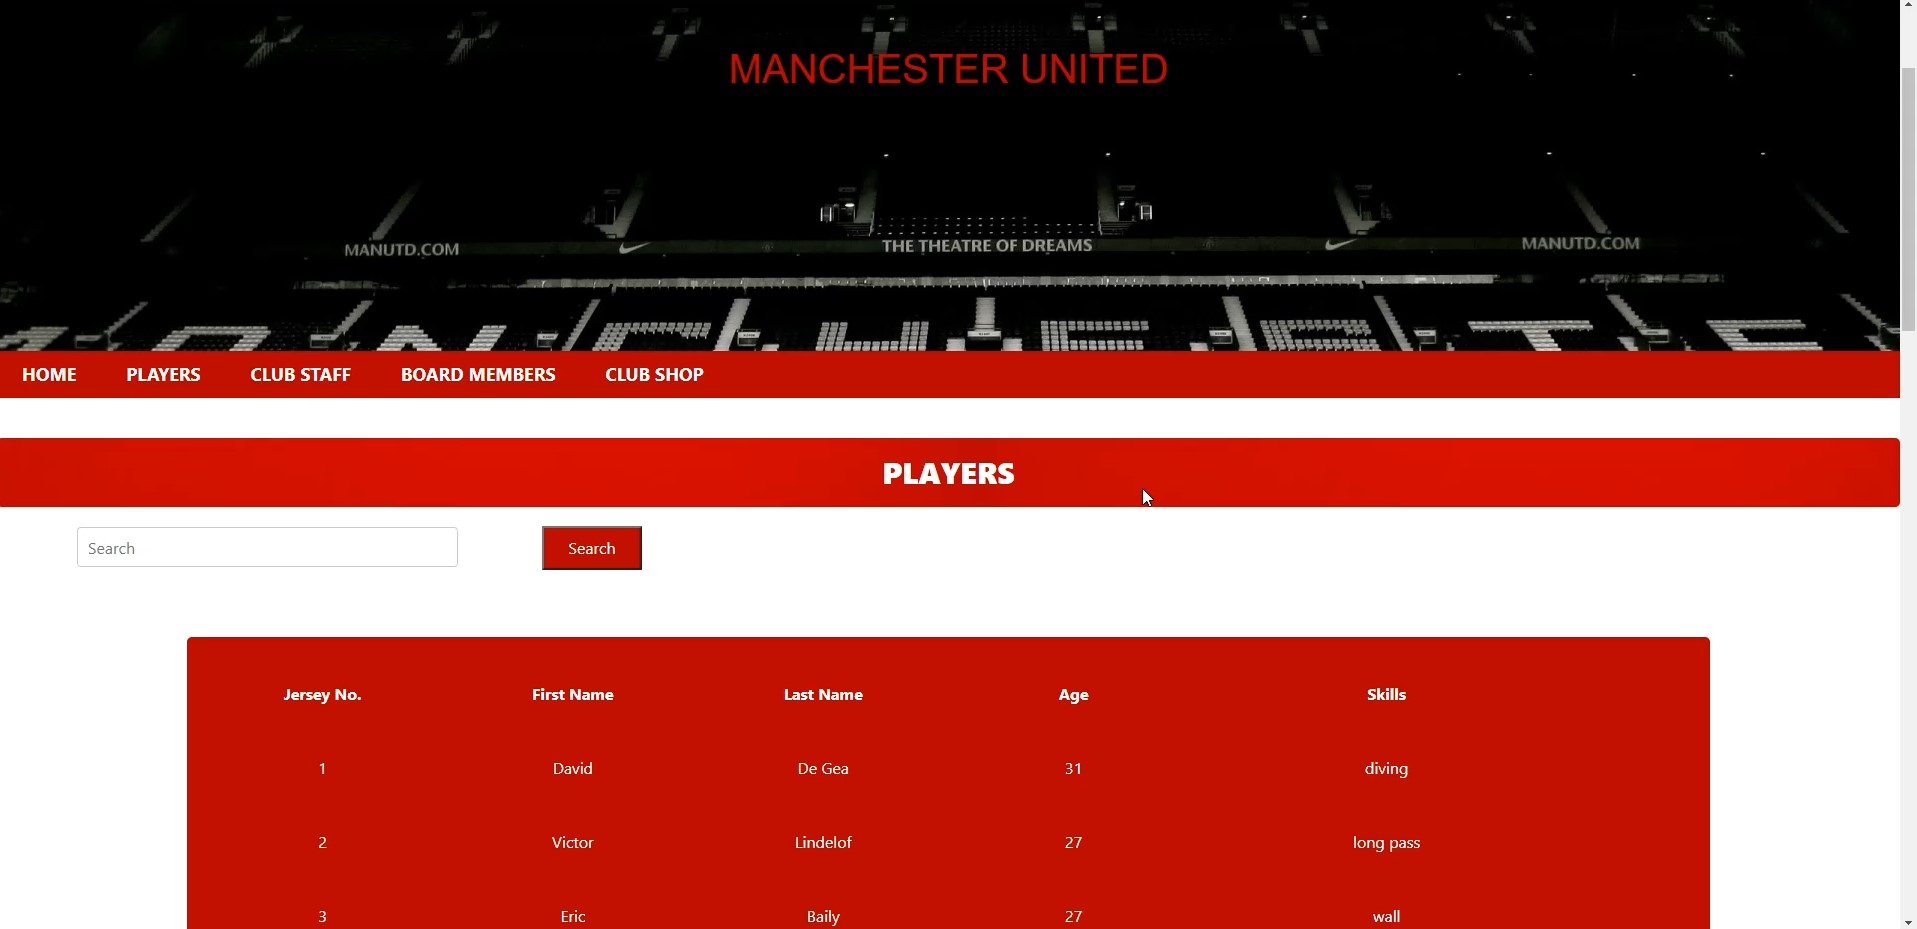 MANCHESTER UNITED
MANUTD.COM THE THEATRE OF DREAMS MANUTD.COM
HOME PLAYERS CLUB STAFF BOARD MEMBERS CLUB SHOP
PLAYERS
Search Search
Jersey No. First Name Last Name Age Skills
1 David De Gea 31 diving
2 Victor Lindelof 27 long pass
3 Eric Baily 27 wall